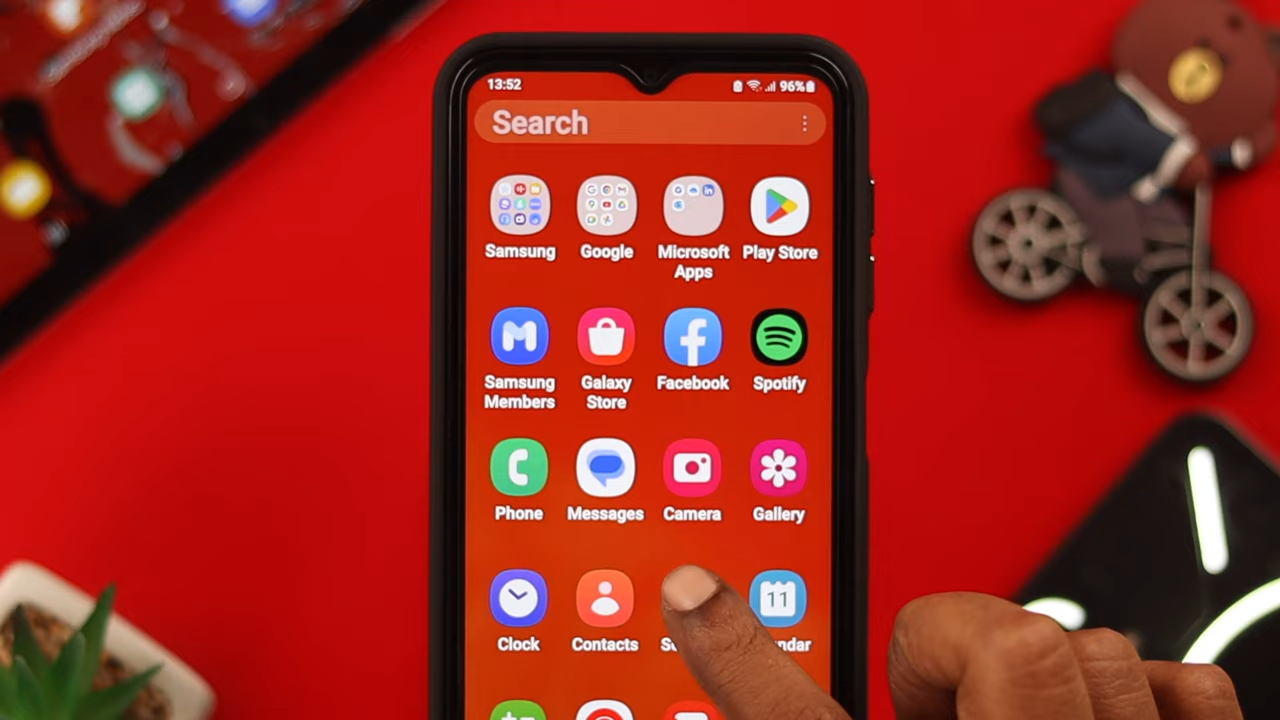 13:52 96%
Search
Samsung Google Microsoft Apps Play Store
Samsung Members Galaxy Store Facebook Spotify
Phone Messages Camera Gallery
11
Clock Contacts